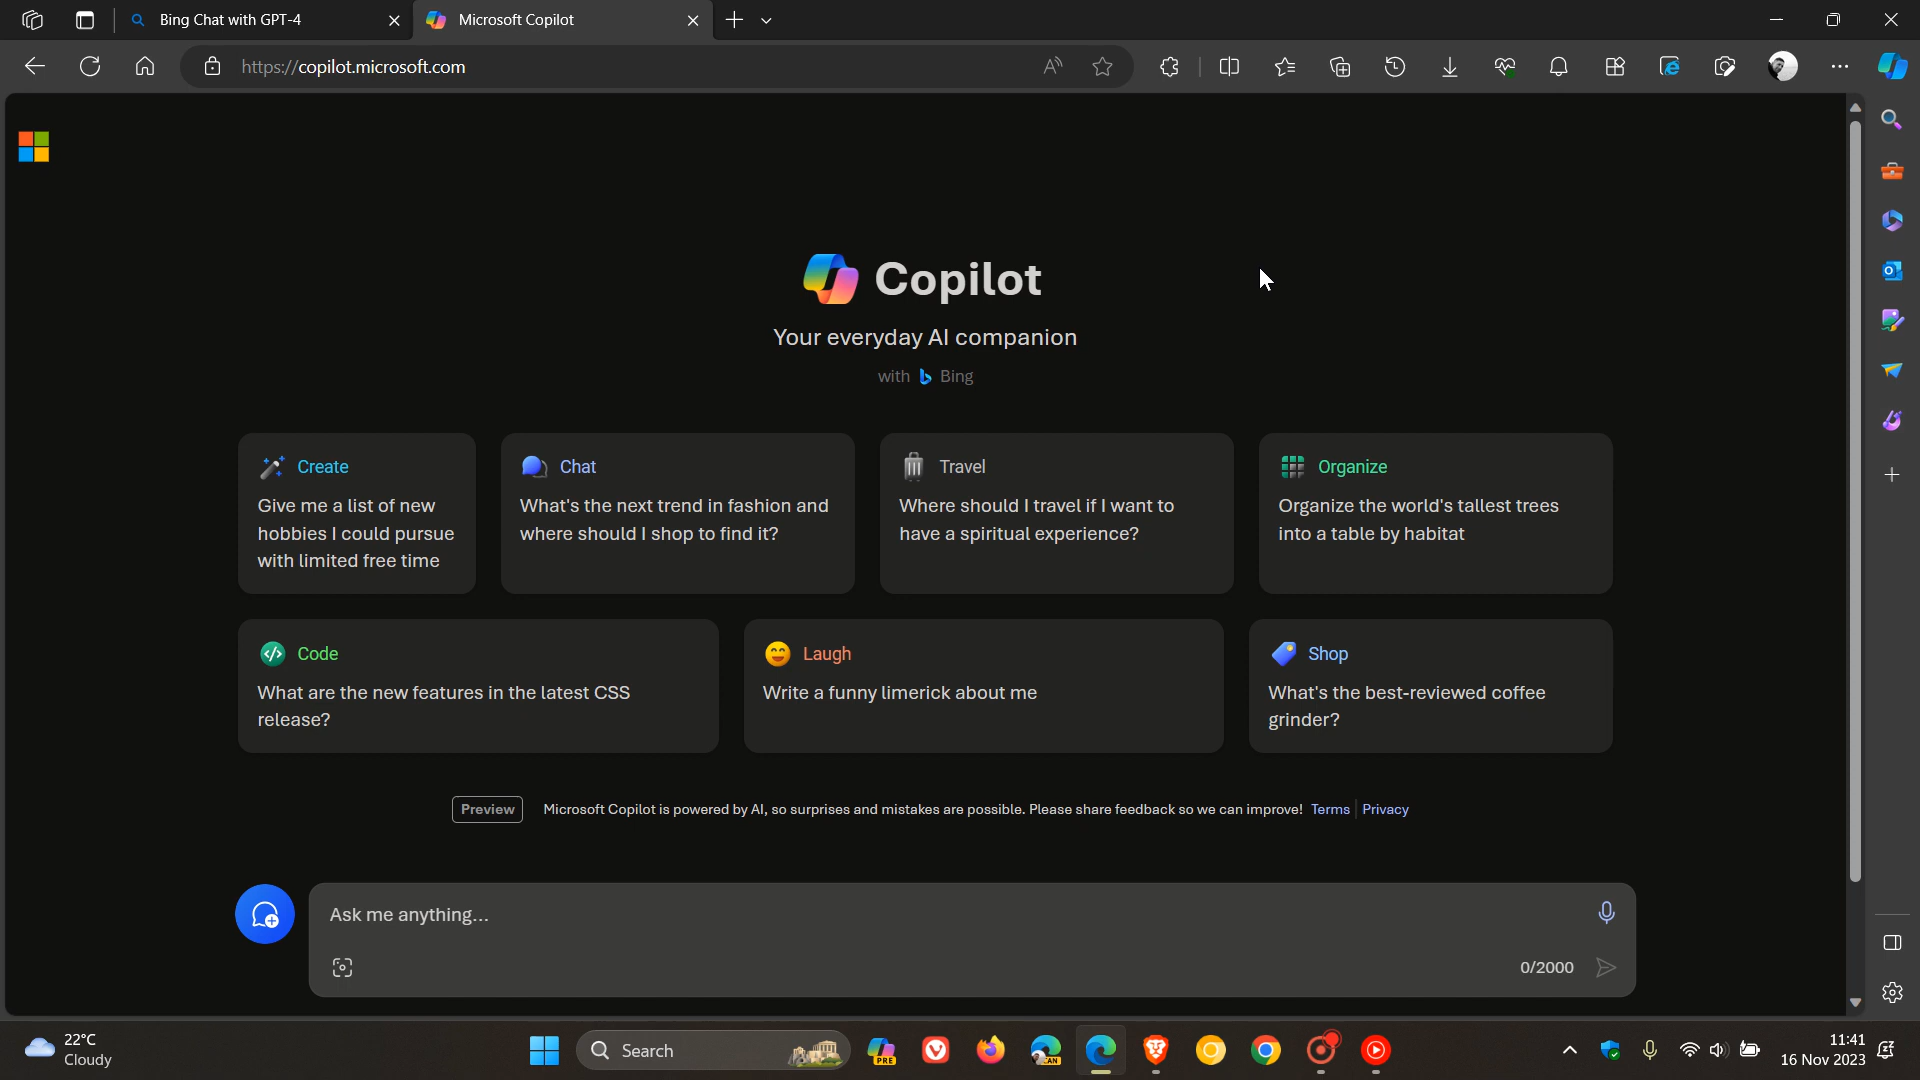 Bing Chat with GPT-4
Microsoft Copilot
https://copilot.microsoft.com
Copilot
Your everyday AI companion
with Bing
Create
Give me a list of new
hobbies I could pursue
with limited free time
Chat
What's the next trend in fashion and
where should I shop to find it?
Travel
Where should I travel if I want to
have a spiritual experience?
Organize
Organize the world's tallest trees
into a table by habitat
Code
What are the new features in the latest CSS
release?
Laugh
Write a funny limerick about me
Shop
What's the best-reviewed coffee
grinder?
Preview
Microsoft Copilot is powered by AI, so surprises and mistakes are possible. Please share feedback so we can improve! Terms Privacy
Ask me anything...
0/2000
22°C
Cloudy
Search
PRE
CAN
11:41
16 Nov 2023